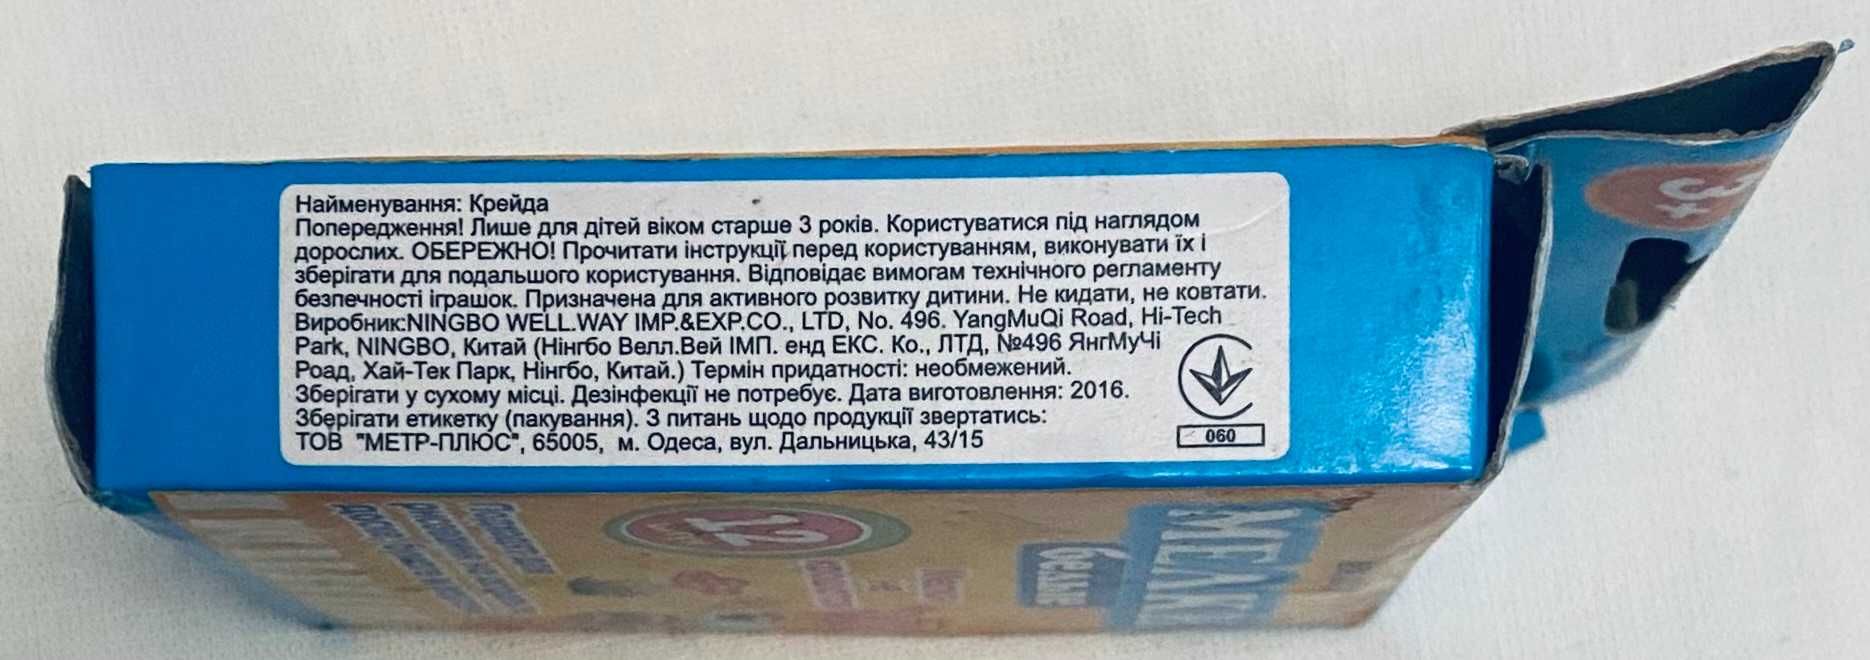 Найменування: Крейда
Попередження! Лише для дітей віком старше 3 років. Користуватися під наглядом
дорослих. ОБЕРЕЖНО! Прочитати інструкції перед користуванням, виконувати їх і
зберігати для подальшого користування. Відповідає вимогам технічного регламенту
безпечності іграшок. Призначена для активного розвитку дитини. Не кидати, не ковтати.
Виробник:NINGBO WELL.WAY IMP.&EXP.CO., LTD, No. 496. YangMuQi Road, Hi-Tech
Park, NINGBO, Китай (Нінгбо Велл.Вей ІМП. енд ЕКС. Ко., ЛТД, №496 ЯнгМуЧі
Роад, Хай-Тек Парк, Нінгбо, Китай.) Термін придатності: необмежений.
Зберігати у сухому місці. Дезінфекції не потребує. Дата виготовлення: 2016.
Зберігати етикетку (пакування). З питань щодо продукції звертатись:
ТОВ "МЕТР-ПЛЮС", 65005, м. Одеса, вул. Дальницька, 43/15
060
3+
12
МЕЛКИ
белые